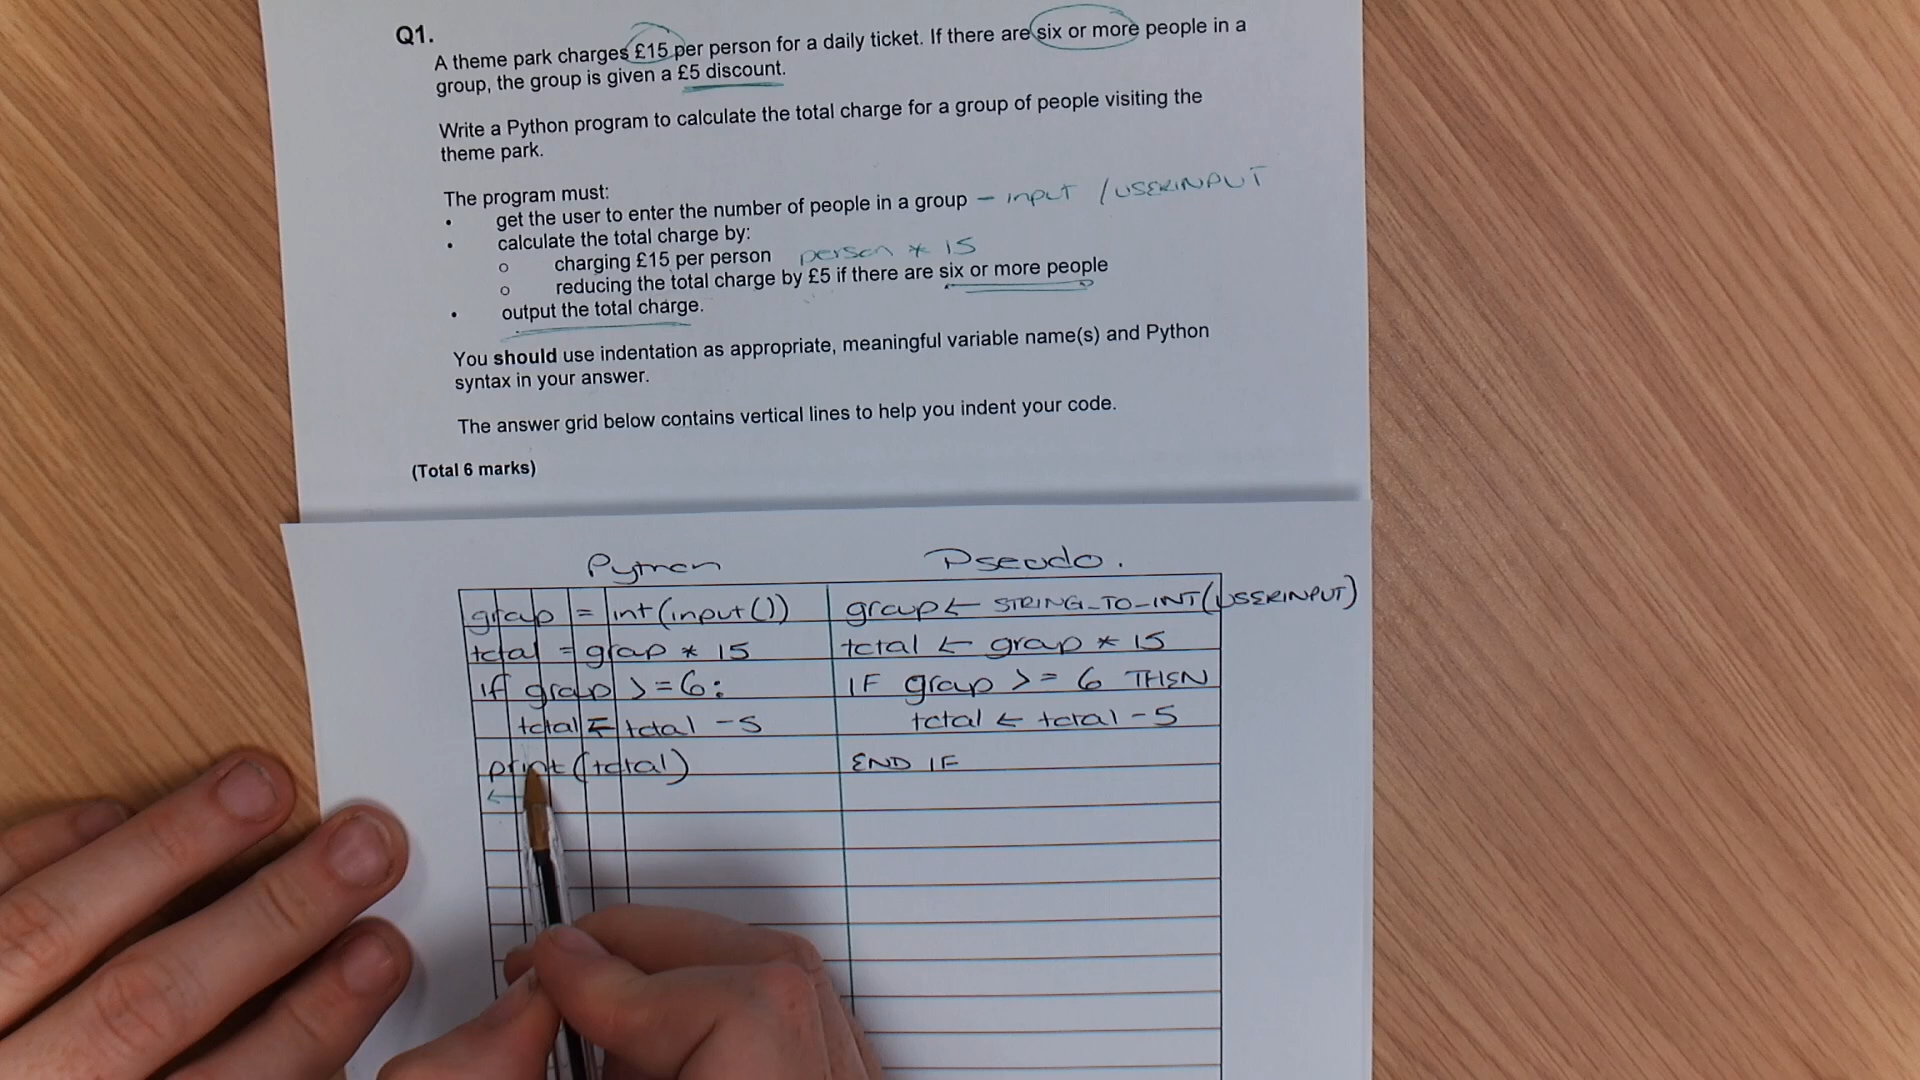 Q1.
A theme park charges £15 per person for a daily ticket. If there are six or more people in a
group, the group is given a £5 discount.
Write a Python program to calculate the total charge for a group of people visiting the
theme park.
The program must:
• get the user to enter the number of people in a group - input / USERINPUT
• calculate the total charge by:
o charging £15 per person person * 15
o reducing the total charge by £5 if there are six or more people
• output the total charge.
You should use indentation as appropriate, meaningful variable name(s) and Python
syntax in your answer.
The answer grid below contains vertical lines to help you indent your code.
(Total 6 marks)
Python Pseudo.
group = int(input()) group ← STRING_TO_INT(USERINPUT)
total = group * 15 total ← group * 15
if group >= 6: IF group >= 6 THEN
total = total - 5 total ← total - 5
print(total) END IF
←